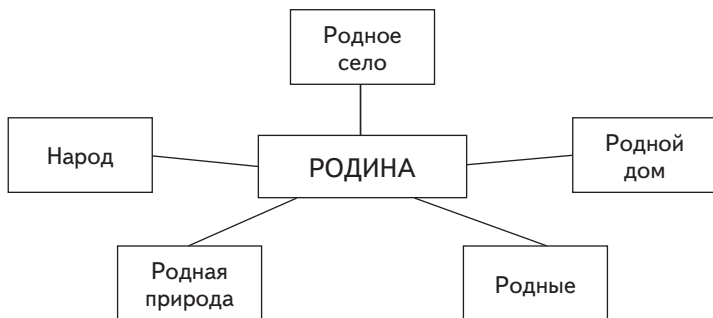 Родное
село
Народ
РОДИНА
Родной
дом
Родная
природа
Родные